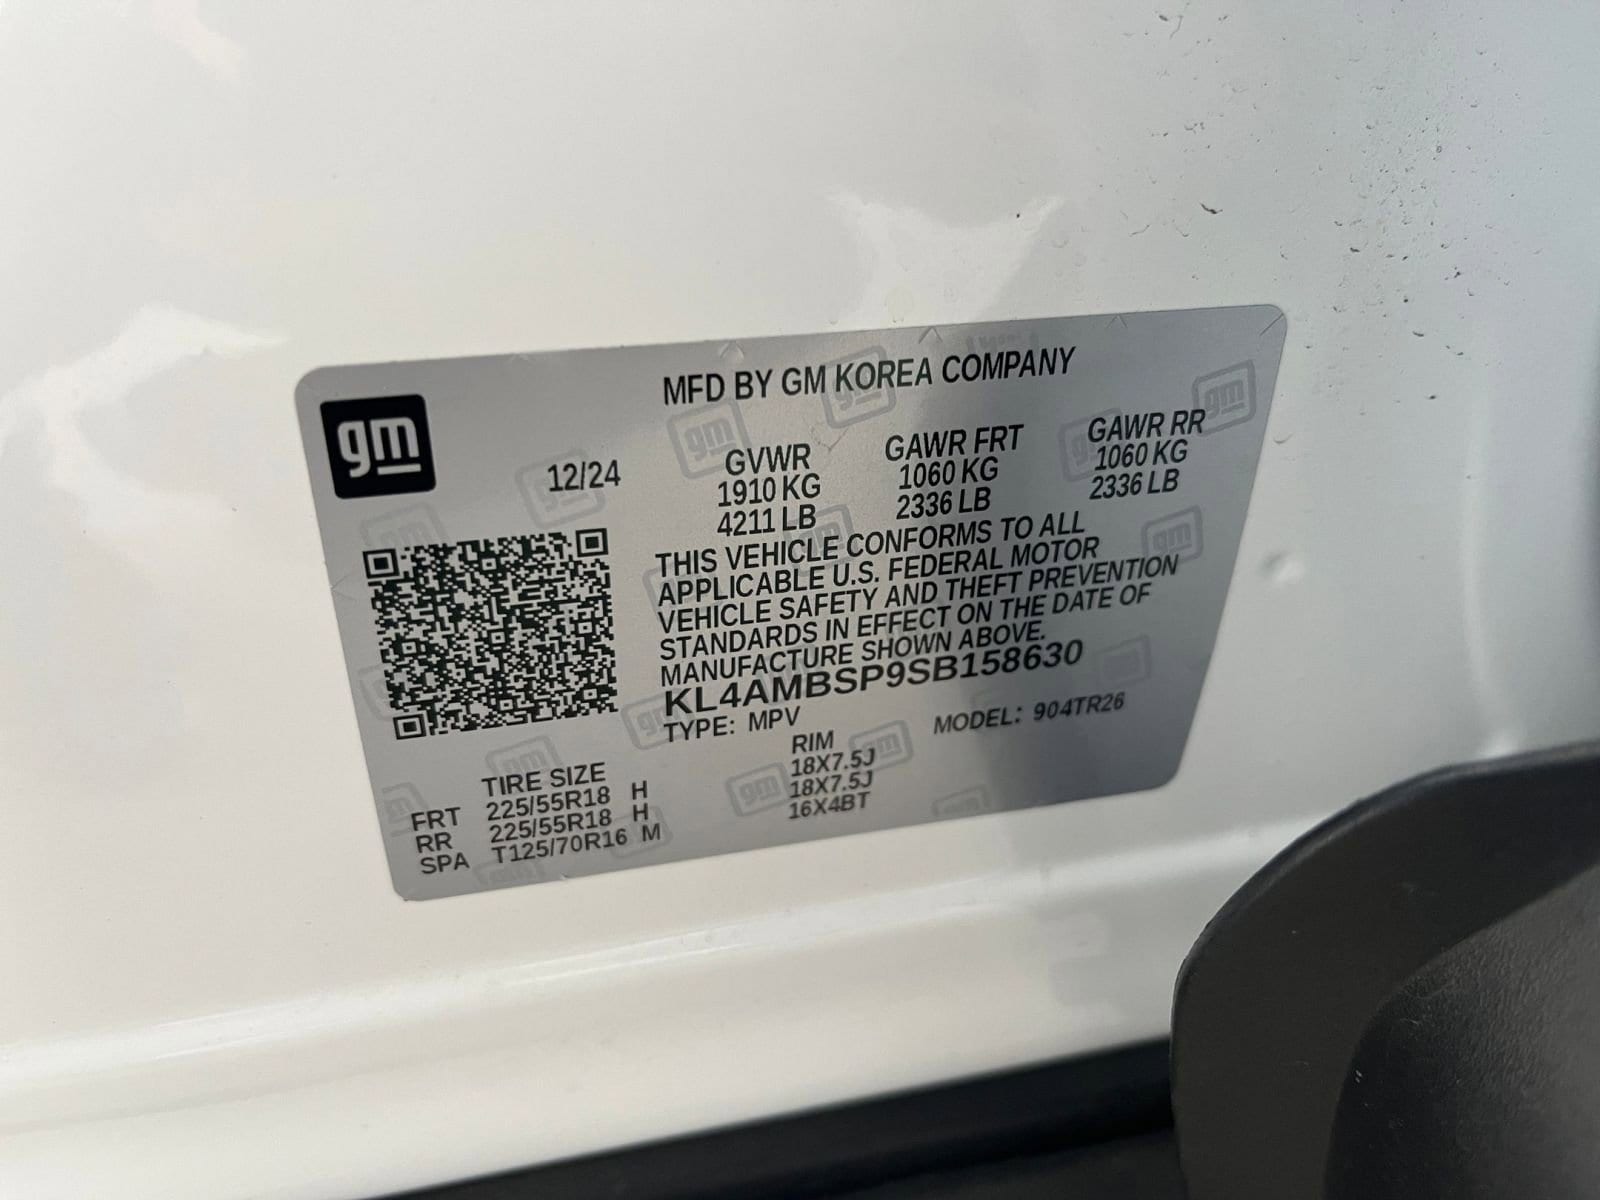 MFD BY GM KOREA COMPANY
gm
12/24
GVWR GAWR FRT GAWR RR
1910 KG 1060 KG 1060 KG
4211 LB 2336 LB 2336 LB
THIS VEHICLE CONFORMS TO ALL
APPLICABLE U.S. FEDERAL MOTOR
VEHICLE SAFETY AND THEFT PREVENTION
STANDARDS IN EFFECT ON THE DATE OF
MANUFACTURE SHOWN ABOVE.
KL4AMBSP9SB158630
TYPE: MPV MODEL: 904TR26
TIRE SIZE RIM
FRT 225/55R18 H 18X7.5J
RR 225/55R18 H 18X7.5J
SPA T125/70R16 M 16X4BT